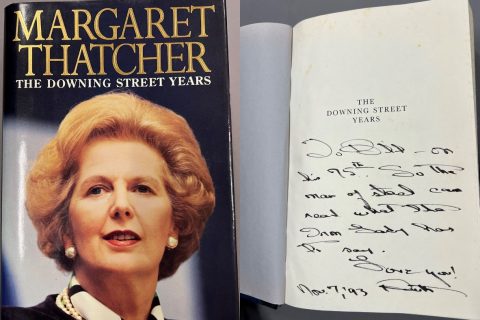 MARGARET
THATCHER
THE DOWNING STREET YEARS
THE
DOWNING STREET
YEARS
To - on
his 75th. So the
man of steel can
read what the
Iron Lady has
to say.
Love you!
Nov. 7, '93